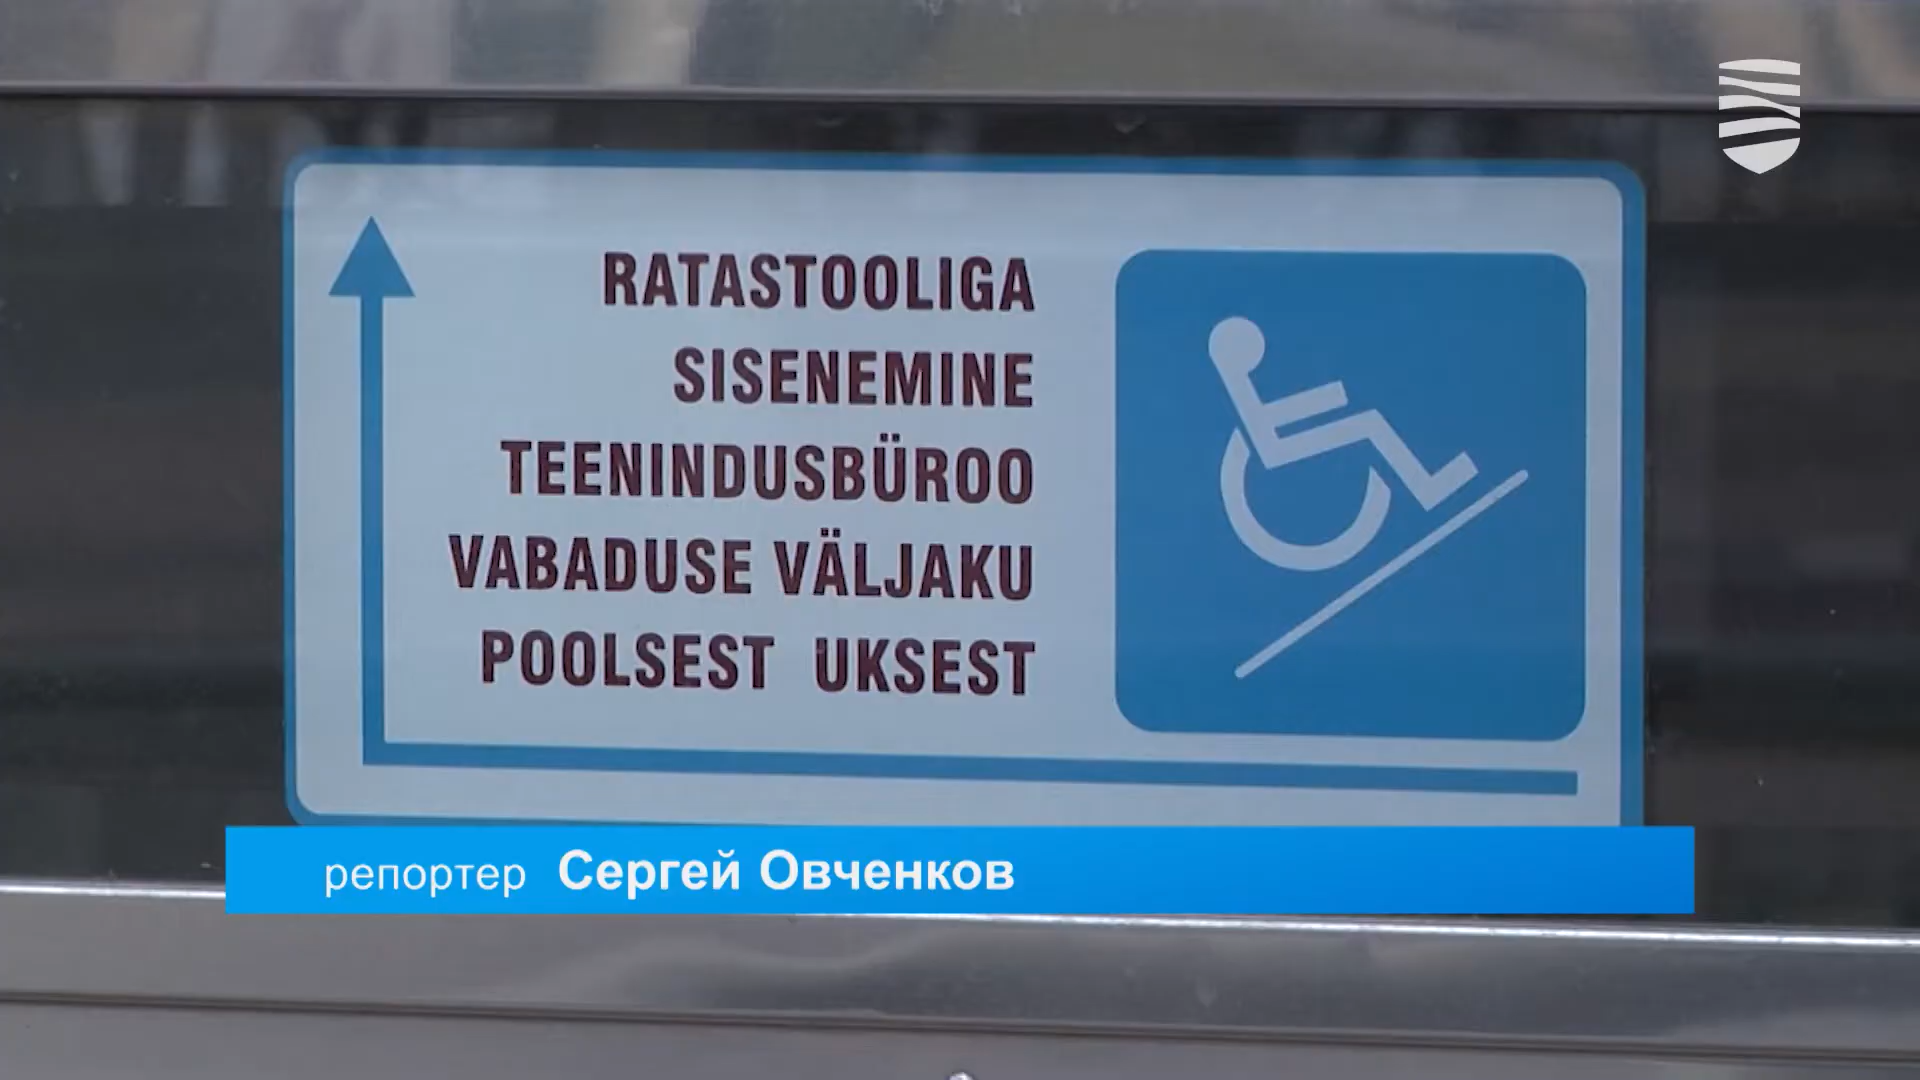 RATASTOOLIGA
SISENEMINE
TEENINDUSBÜROO
VABADUSE VÄLJAKU
POOLSEST UKSEST
репортер Сергей Овченков